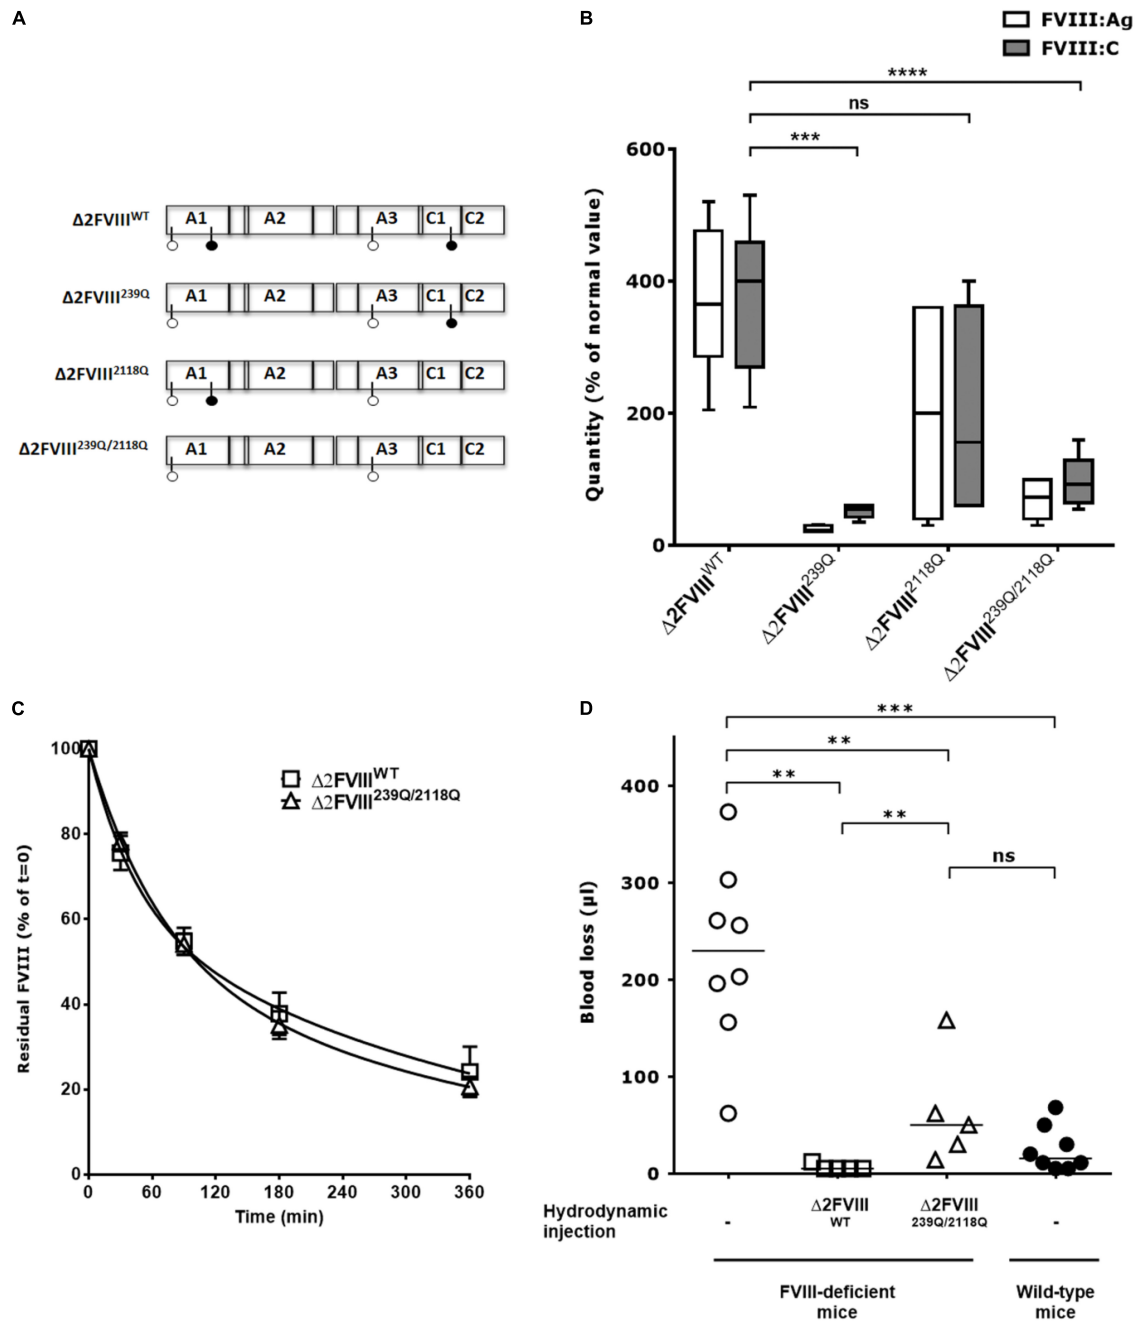 A
Δ2FVIII^WT
A1 A2 A3 C1 C2
Δ2FVIII^239Q
A1 A2 A3 C1 C2
Δ2FVIII^2118Q
A1 A2 A3 C1 C2
Δ2FVIII^239Q/2118Q
A1 A2 A3 C1 C2
B
FVIII:Ag
FVIII:C
****
ns
***
Quantity (% of normal value)
600
400
200
0
Δ2FVIII^WT
Δ2FVIII^239Q
Δ2FVIII^2118Q
Δ2FVIII^239Q/2118Q
C
Δ2FVIII^WT
Δ2FVIII^239Q/2118Q
Residual FVIII (% of t=0)
100
80
60
40
20
0
0 60 120 180 240 300 360
Time (min)
D
***
**
**
**
ns
Blood loss (µl)
400
300
200
100
0
Hydrodynamic
injection
-
Δ2FVIII
WT
Δ2FVIII
239Q/2118Q
-
FVIII-deficient
mice
Wild-type
mice